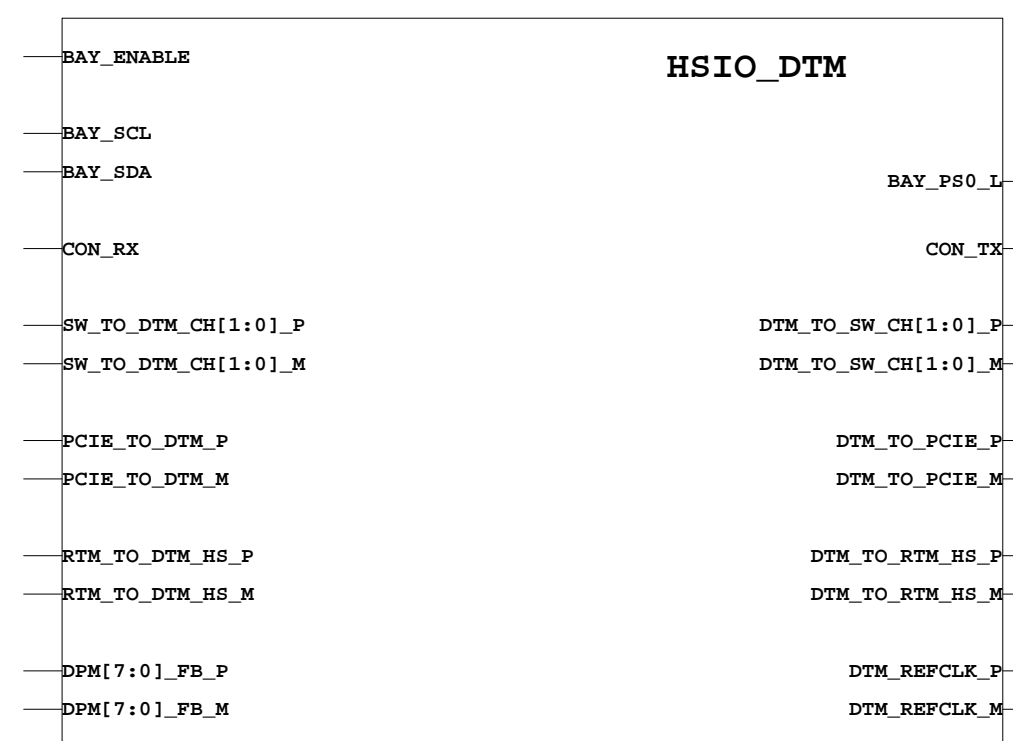 BAY_ENABLE
HSIO_DTM
BAY_SCL
BAY_SDA
BAY_PS0_L
CON_RX
CON_TX
SW_TO_DTM_CH[1:0]_P
DTM_TO_SW_CH[1:0]_P
SW_TO_DTM_CH[1:0]_M
DTM_TO_SW_CH[1:0]_M
PCIE_TO_DTM_P
DTM_TO_PCIE_P
PCIE_TO_DTM_M
DTM_TO_PCIE_M
RTM_TO_DTM_HS_P
DTM_TO_RTM_HS_P
RTM_TO_DTM_HS_M
DTM_TO_RTM_HS_M
DPM[7:0]_FB_P
DTM_REFCLK_P
DPM[7:0]_FB_M
DTM_REFCLK_M